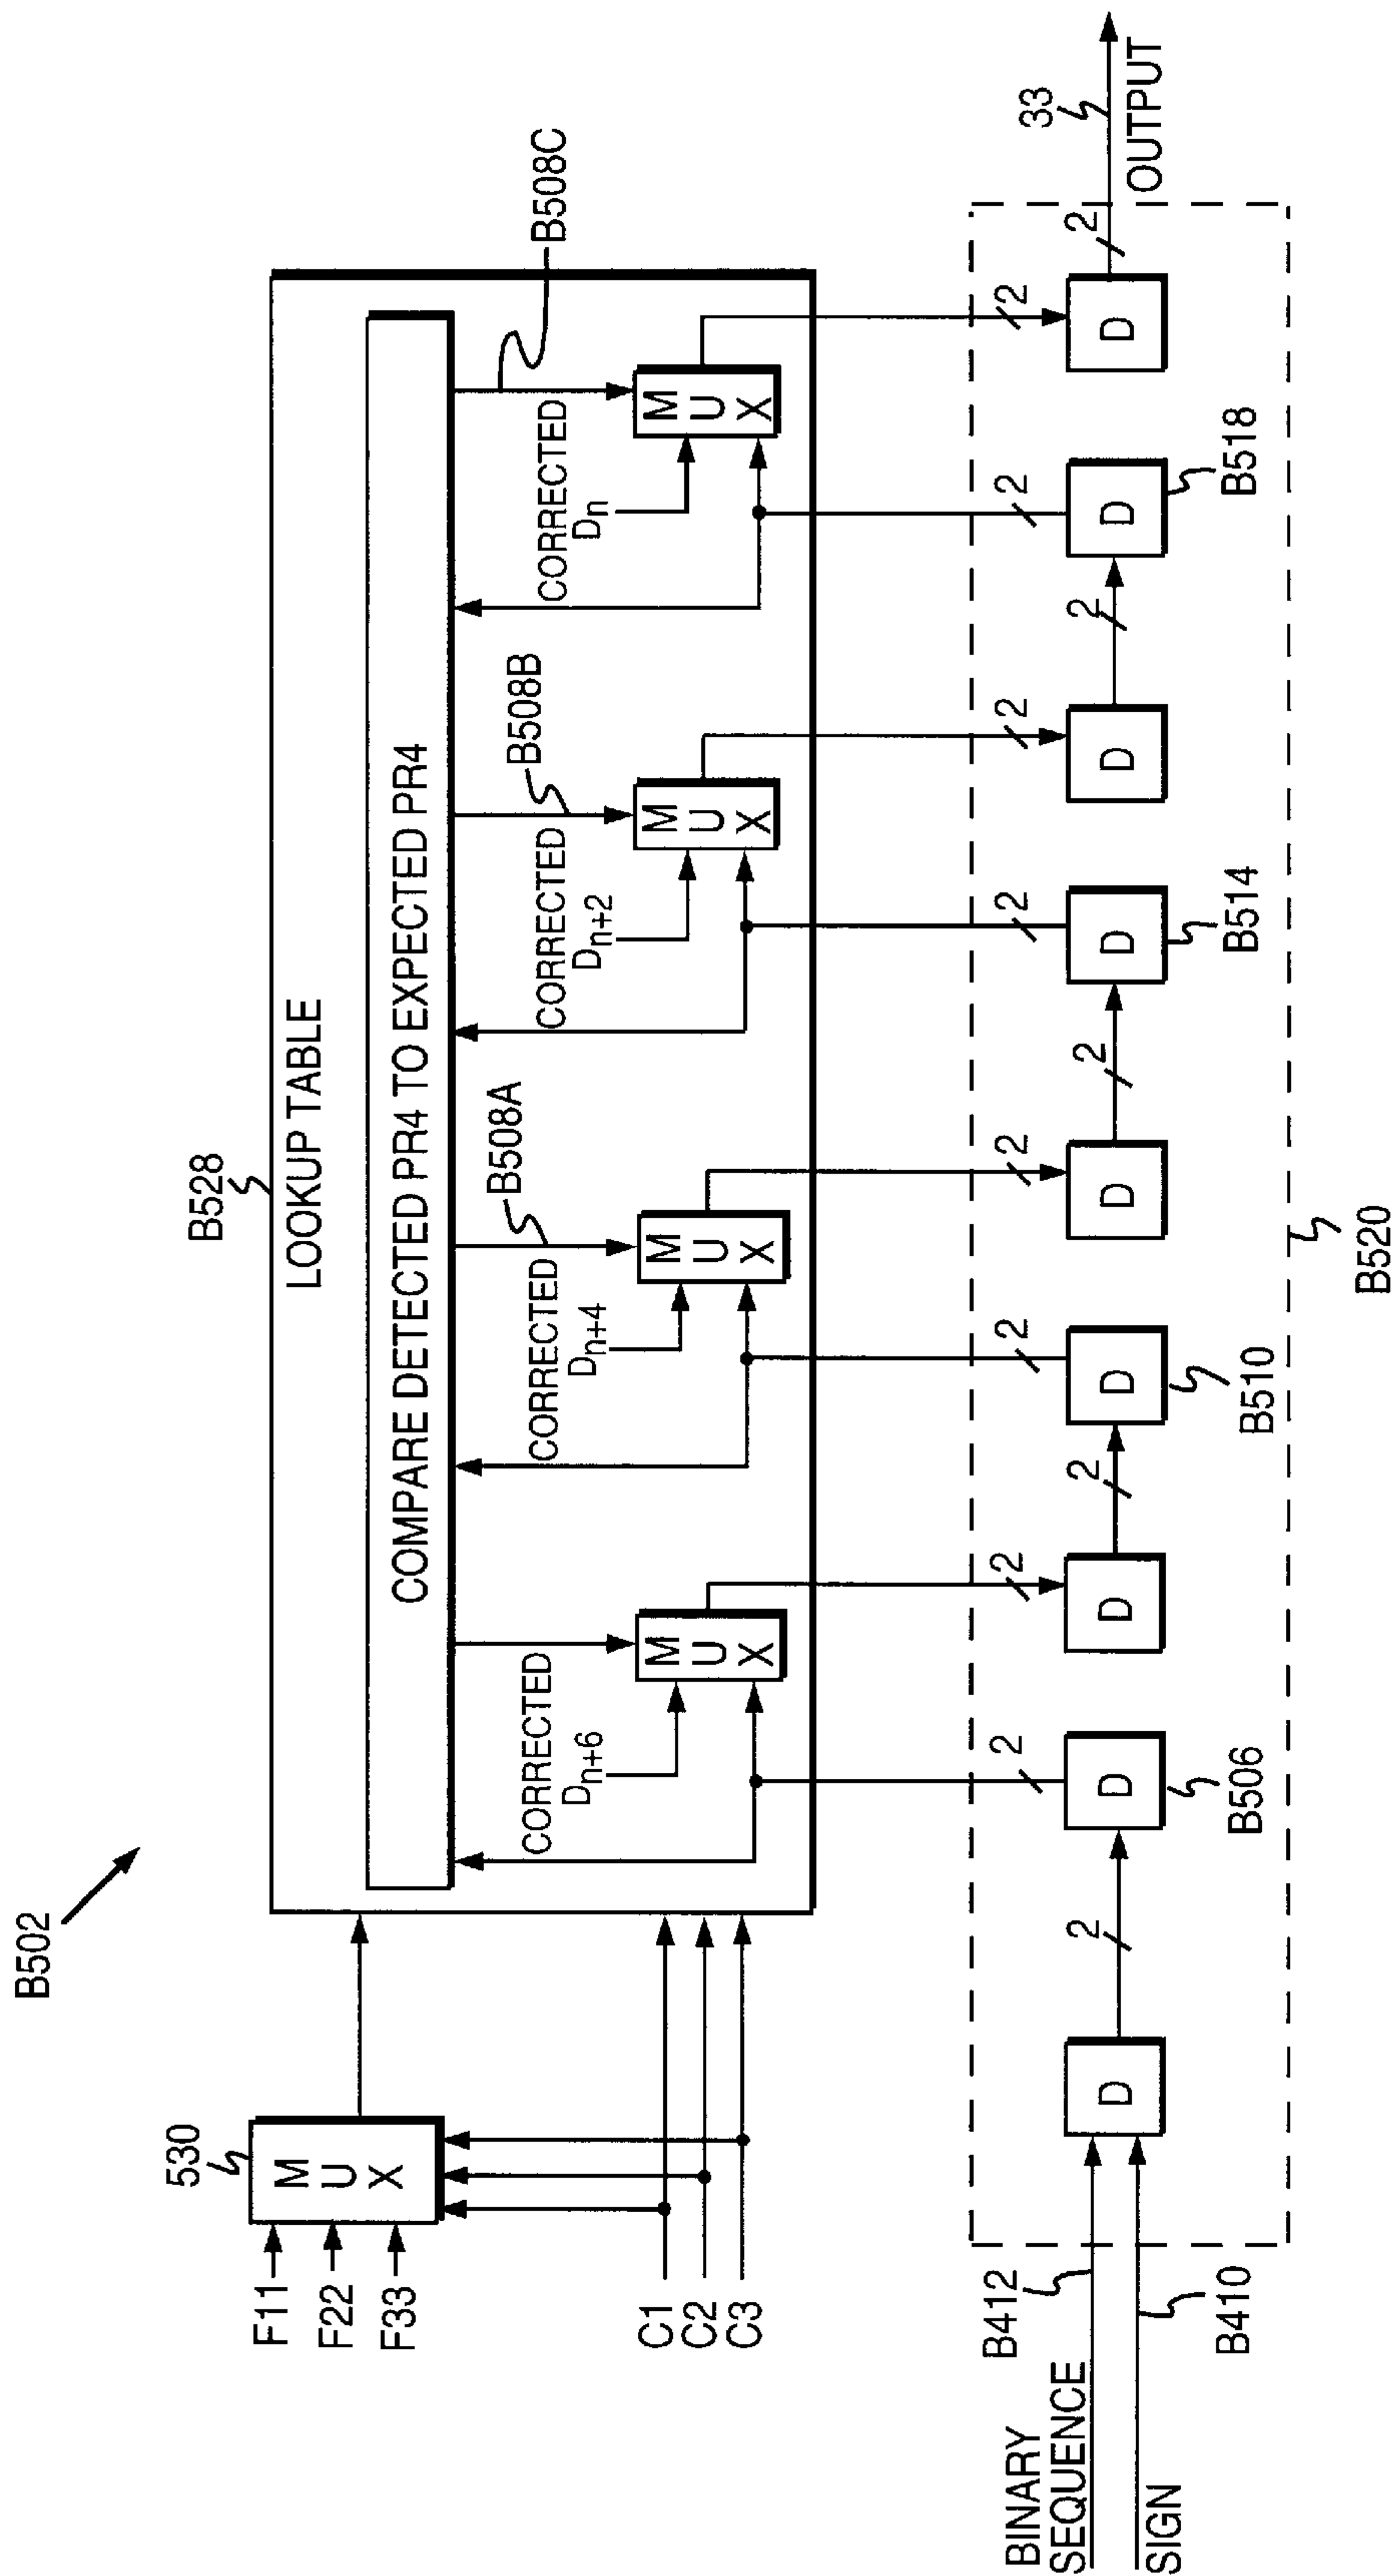 B502
530
MUX
F11
F22
F33
C1
C2
C3
B528
LOOKUP TABLE
COMPARE DETECTED PR4 TO EXPECTED PR4
CORRECTED
Dn+6
MUX
B508A
CORRECTED
Dn+4
MUX
B508B
CORRECTED
Dn+2
MUX
B508C
CORRECTED
Dn
MUX
2
2
2
2
2
2
2
2
BINARY
SEQUENCE
B412
SIGN
B410
D
2
D
B506
D
2
D
B510
D
2
D
B514
D
2
D
B518
D
2
33
OUTPUT
B520